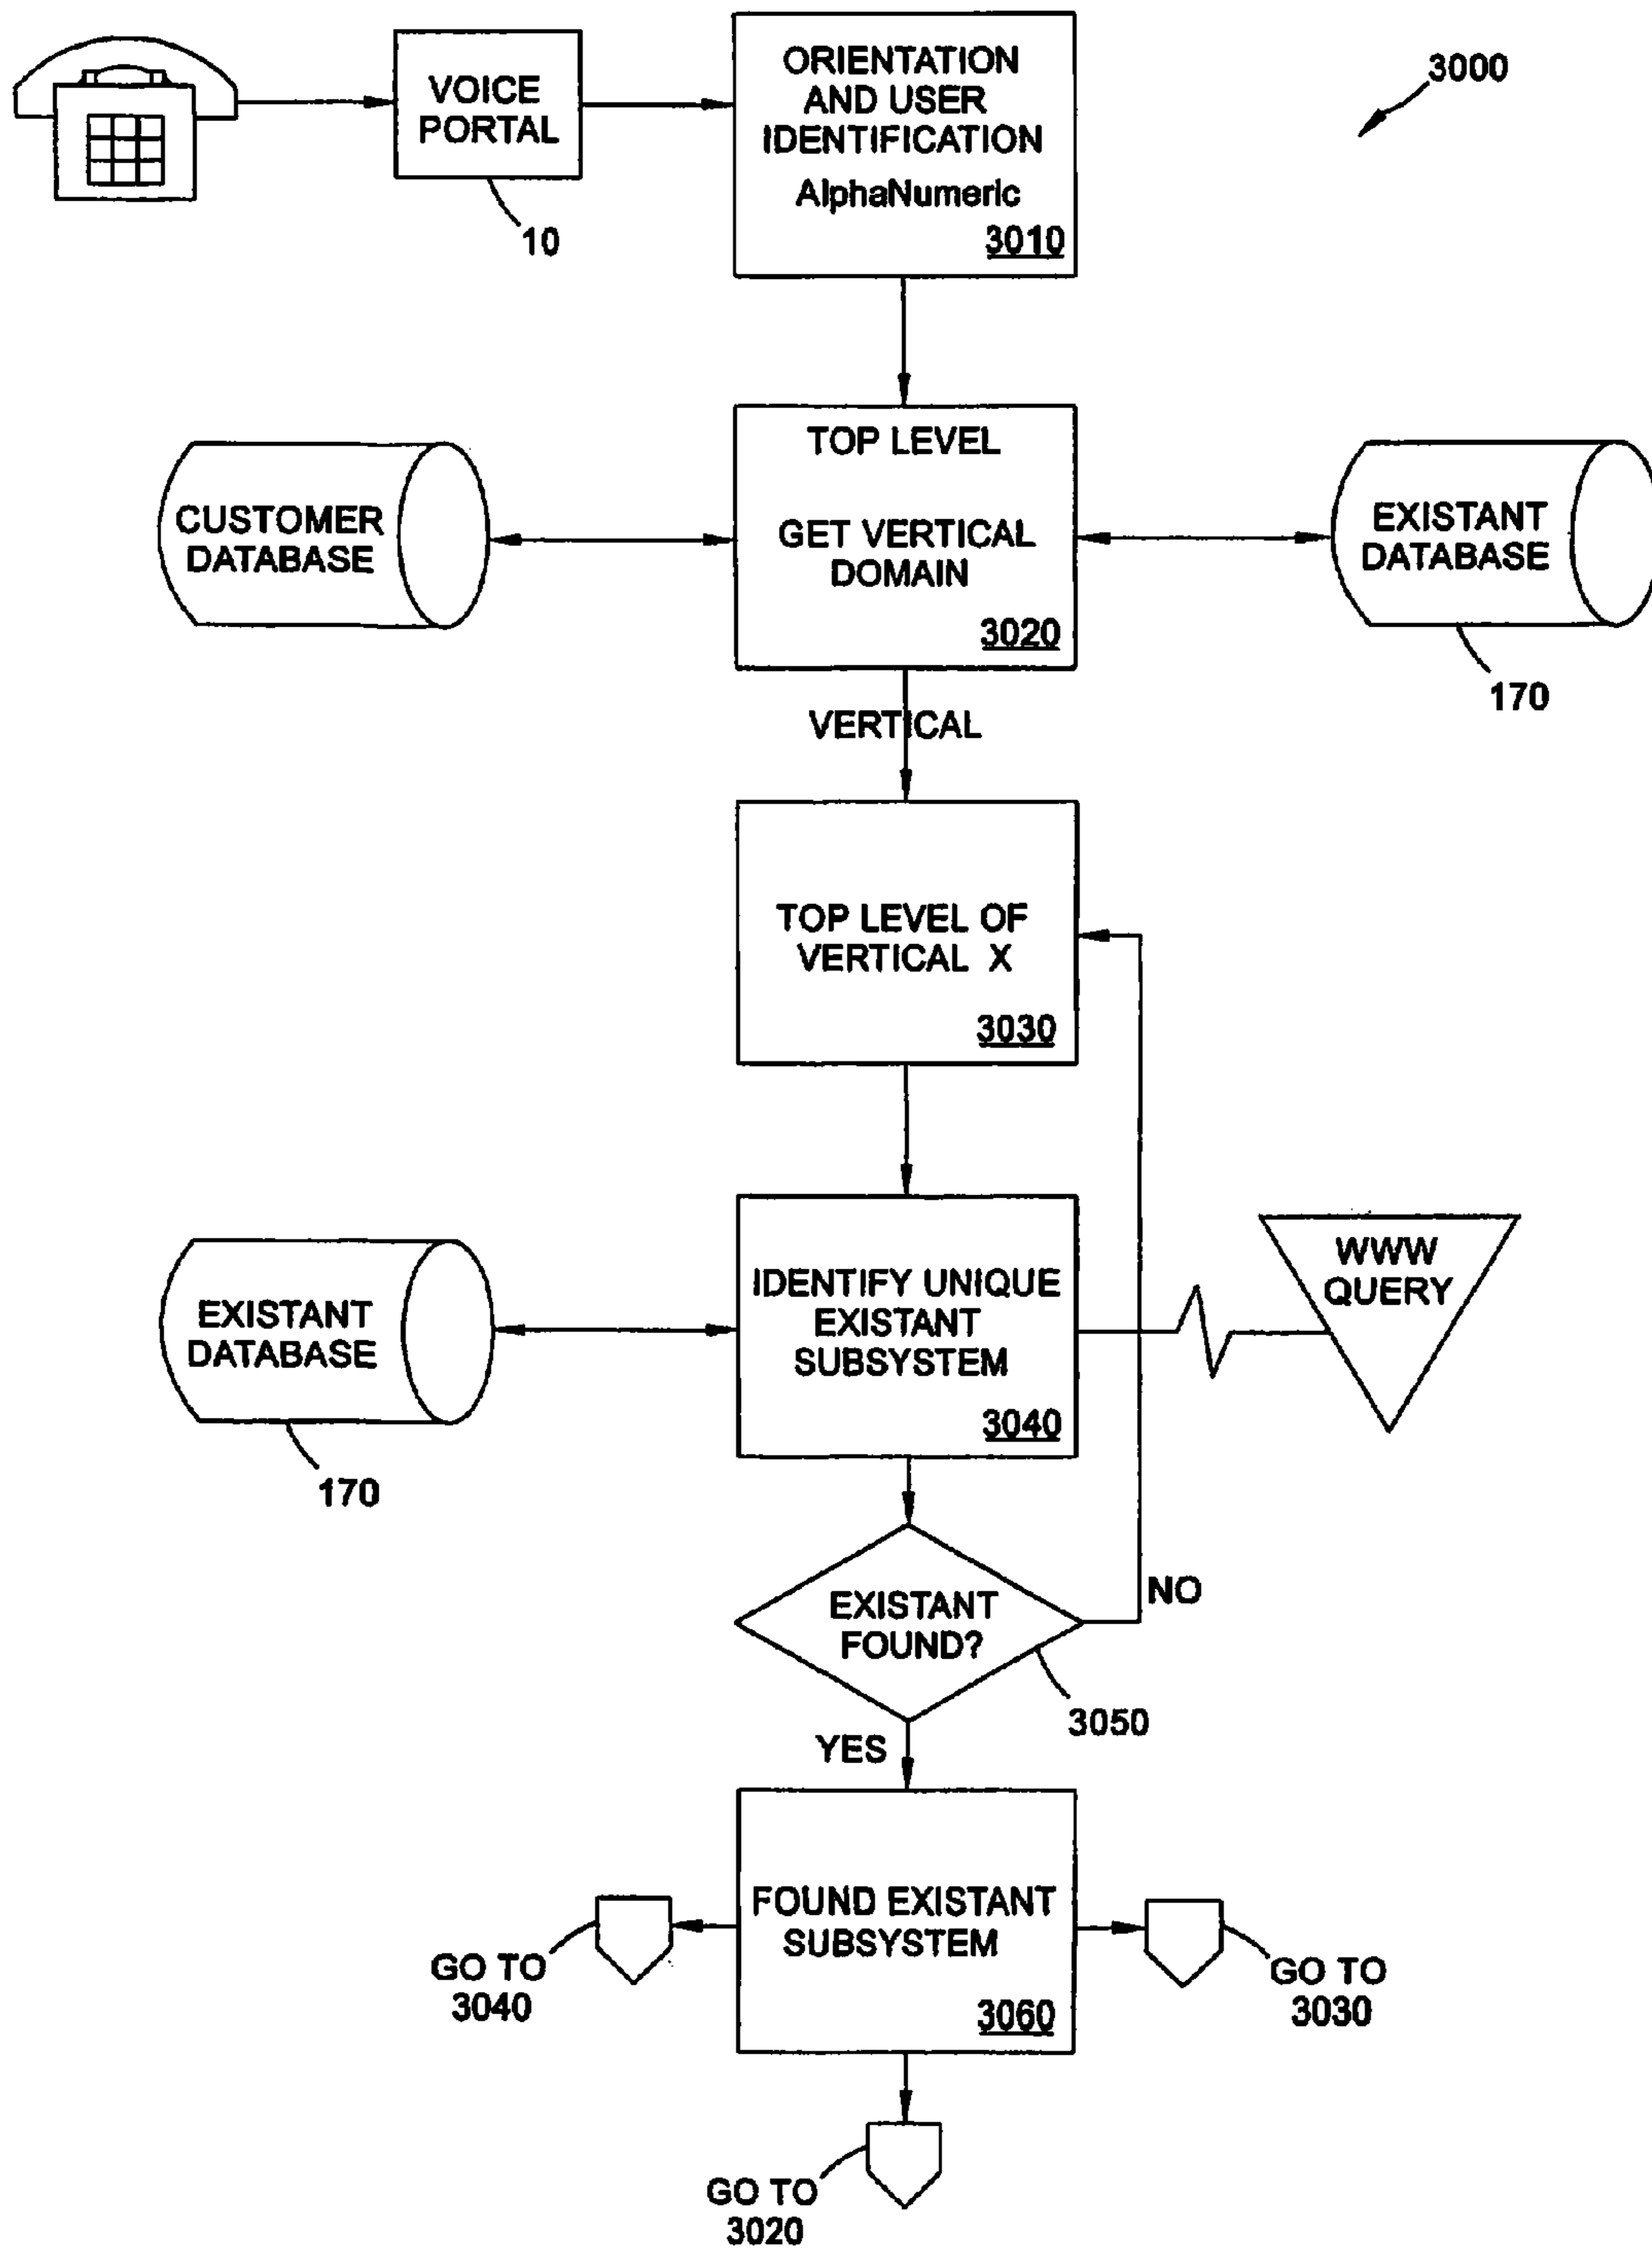 VOICE
PORTAL
10
ORIENTATION
AND USER
IDENTIFICATION
AlphaNumeric
3010
3000
CUSTOMER
DATABASE
TOP LEVEL
GET VERTICAL
DOMAIN
3020
EXISTANT
DATABASE
170
VERTICAL
TOP LEVEL OF
VERTICAL X
3030
EXISTANT
DATABASE
170
IDENTIFY UNIQUE
EXISTANT
SUBSYSTEM
3040
WWW
QUERY
EXISTANT
FOUND?
NO
3050
YES
FOUND EXISTANT
SUBSYSTEM
3060
GO TO
3040
GO TO
3030
GO TO
3020